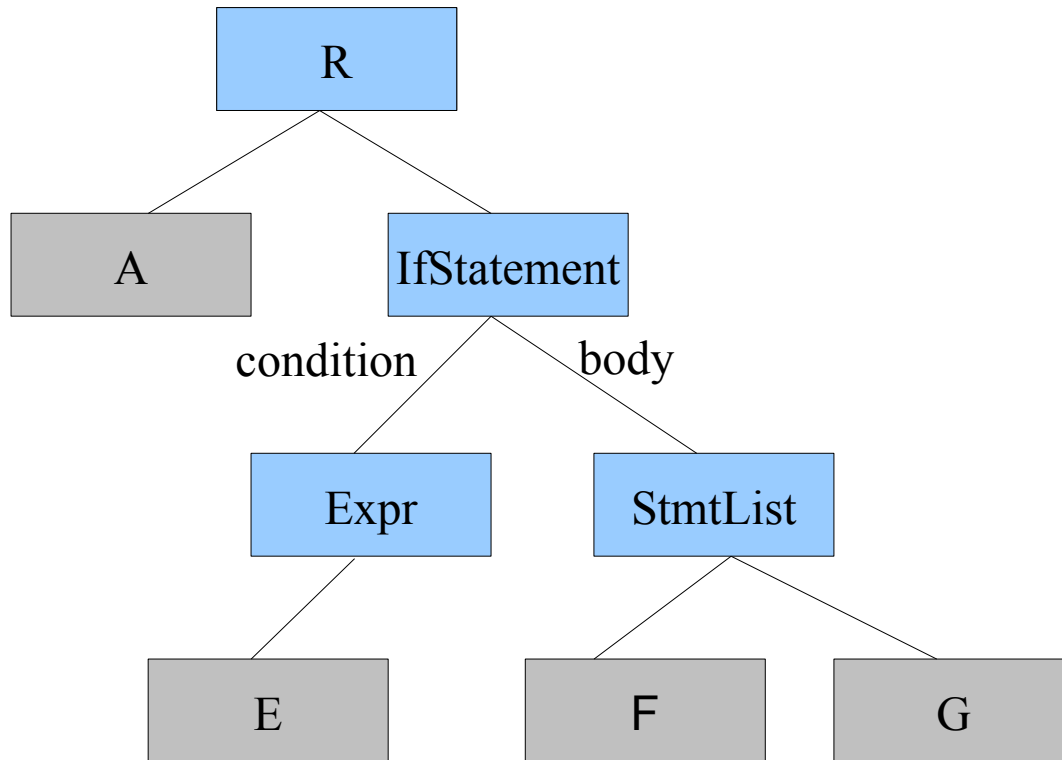 R
A
IfStatement
condition
body
Expr
StmtList
E
F
G